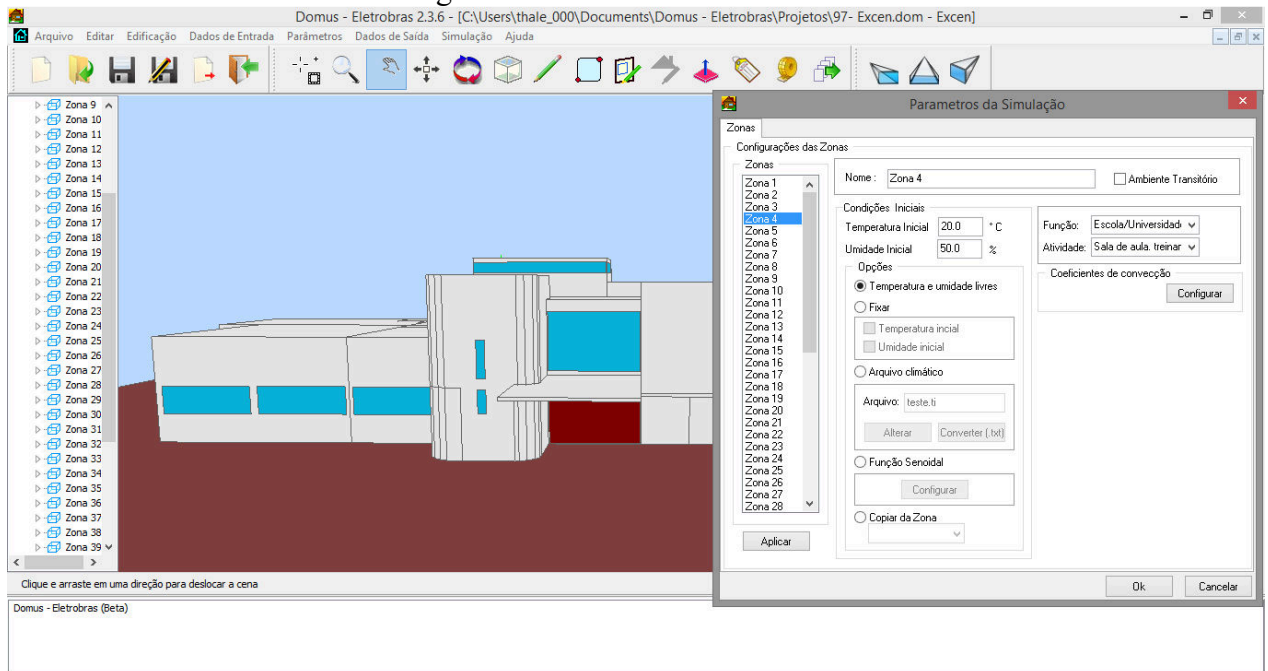 Domus - Eletrobras 2.3.6 - [C:\Users\thale_000\Documents\Domus - Eletrobras\Projetos\97- Excen.dom - Excen]
Arquivo Editar Edificação Dados de Entrada Parâmetros Dados de Saída Simulação Ajuda
Zona 9
Zona 10
Zona 11
Zona 12
Zona 13
Zona 14
Zona 15
Zona 16
Zona 17
Zona 18
Zona 19
Zona 20
Zona 21
Zona 22
Zona 23
Zona 24
Zona 25
Zona 26
Zona 27
Zona 28
Zona 29
Zona 30
Zona 31
Zona 32
Zona 33
Zona 34
Zona 35
Zona 36
Zona 37
Zona 38
Zona 39
Parametros da Simulação
Zonas
Configurações das Zonas
Zonas
Zona 1
Zona 2
Zona 3
Zona 4
Zona 5
Zona 6
Zona 7
Zona 8
Zona 9
Zona 10
Zona 11
Zona 12
Zona 13
Zona 14
Zona 15
Zona 16
Zona 17
Zona 18
Zona 19
Zona 20
Zona 21
Zona 22
Zona 23
Zona 24
Zona 25
Zona 26
Zona 27
Zona 28
Aplicar
Nome : Zona 4
Ambiente Transitório
Condições Iniciais
Temperatura Inicial 20.0 ° C
Umidade Inicial 50.0 %
Opções
Temperatura e umidade livres
Fixar
Temperatura incial
Umidade inicial
Arquivo climático
Arquivo: teste.ti
Alterar Converter (.txt)
Função Senoidal
Configurar
Copiar da Zona
Função: Escola/Universidad
Atividade: Sala de aula. treinar
Coeficientes de convecção
Configurar
Ok Cancelar
Clique e arraste em uma direção para deslocar a cena
Domus - Eletrobras (Beta)